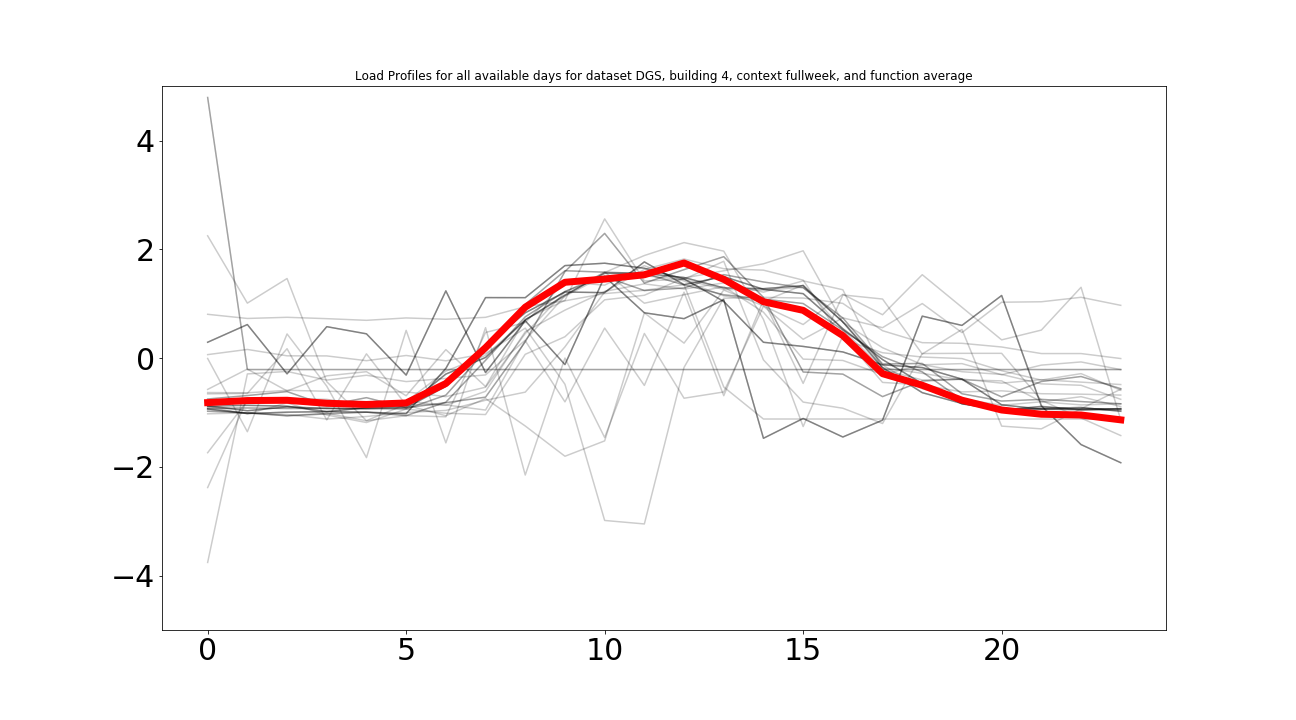 Load Profiles for all available days for dataset DGS, building 4, context fullweek, and function average
4
2
0
−2
−4
0 5 10 15 20